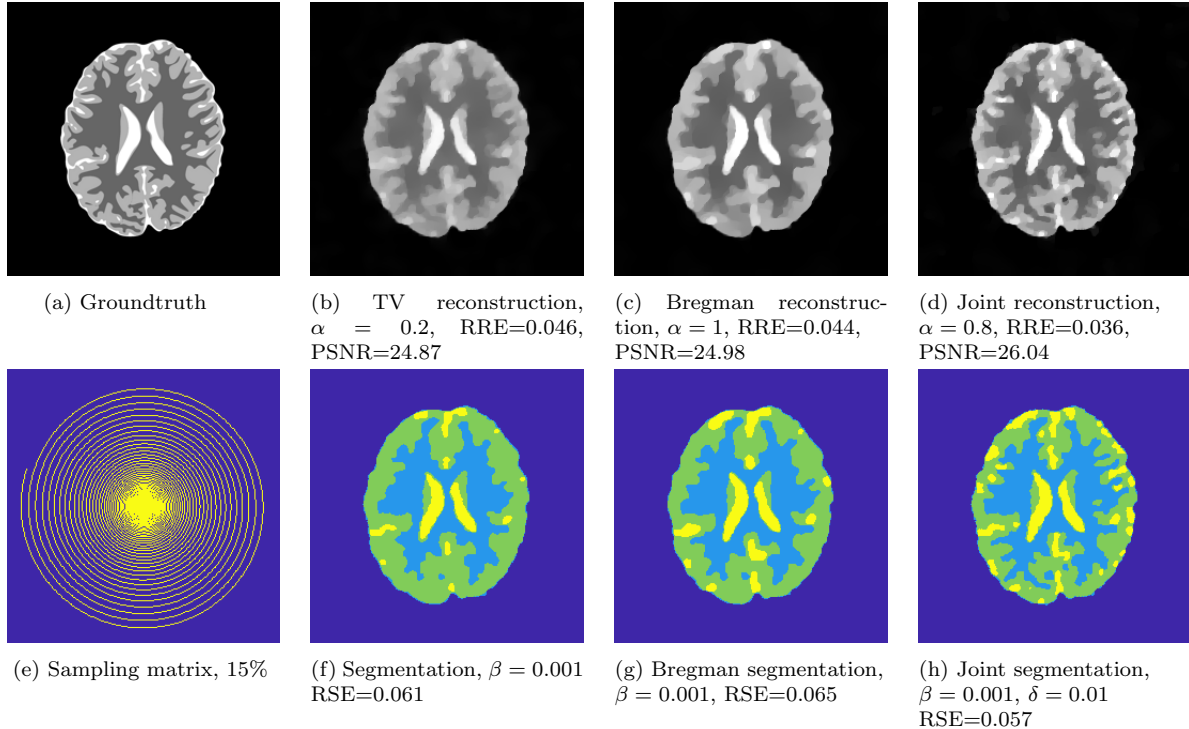 (a) Groundtruth
(b) TV reconstruction,
α = 0.2, RRE=0.046,
PSNR=24.87
(c) Bregman reconstruc-
tion, α = 1, RRE=0.044,
PSNR=24.98
(d) Joint reconstruction,
α = 0.8, RRE=0.036,
PSNR=26.04
(e) Sampling matrix, 15%
(f) Segmentation, β = 0.001
RSE=0.061
(g) Bregman segmentation,
β = 0.001, RSE=0.065
(h) Joint segmentation,
β = 0.001, δ = 0.01
RSE=0.057